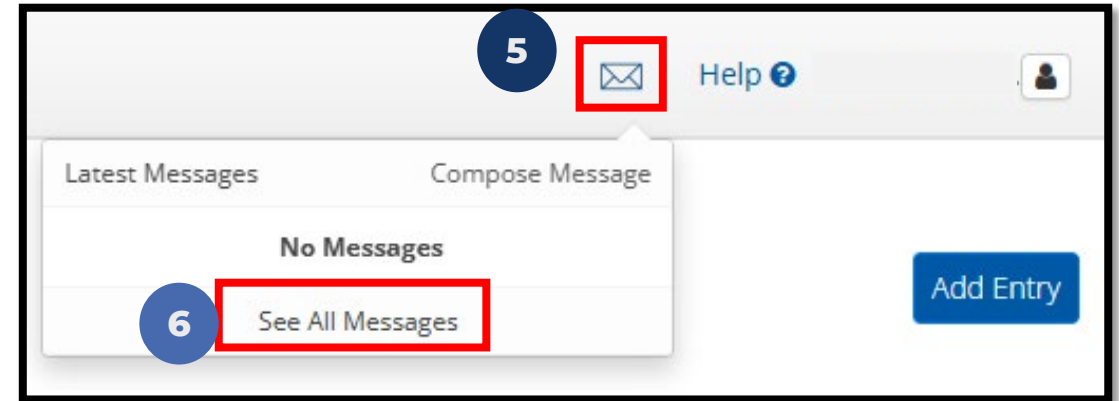 5
Help
Latest Messages Compose Message
No Messages
Add Entry
6 See All Messages